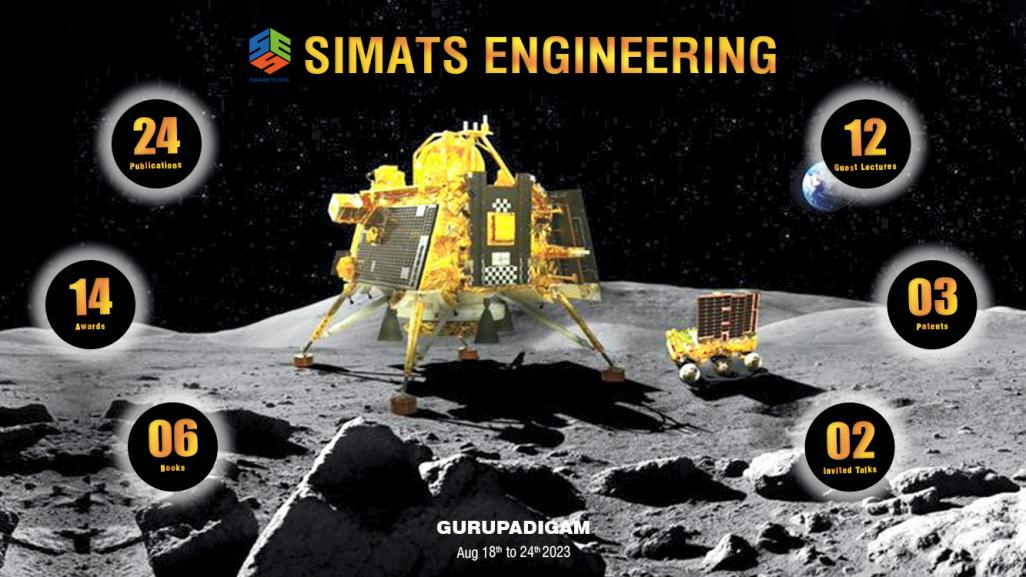 SIMATS ENGINEERING
24
Publications
12
Guest Lectures
14
Awards
03
Patents
06
Books
02
Invited Talks
GURUPADIGAM
Aug 18th to 24th 2023